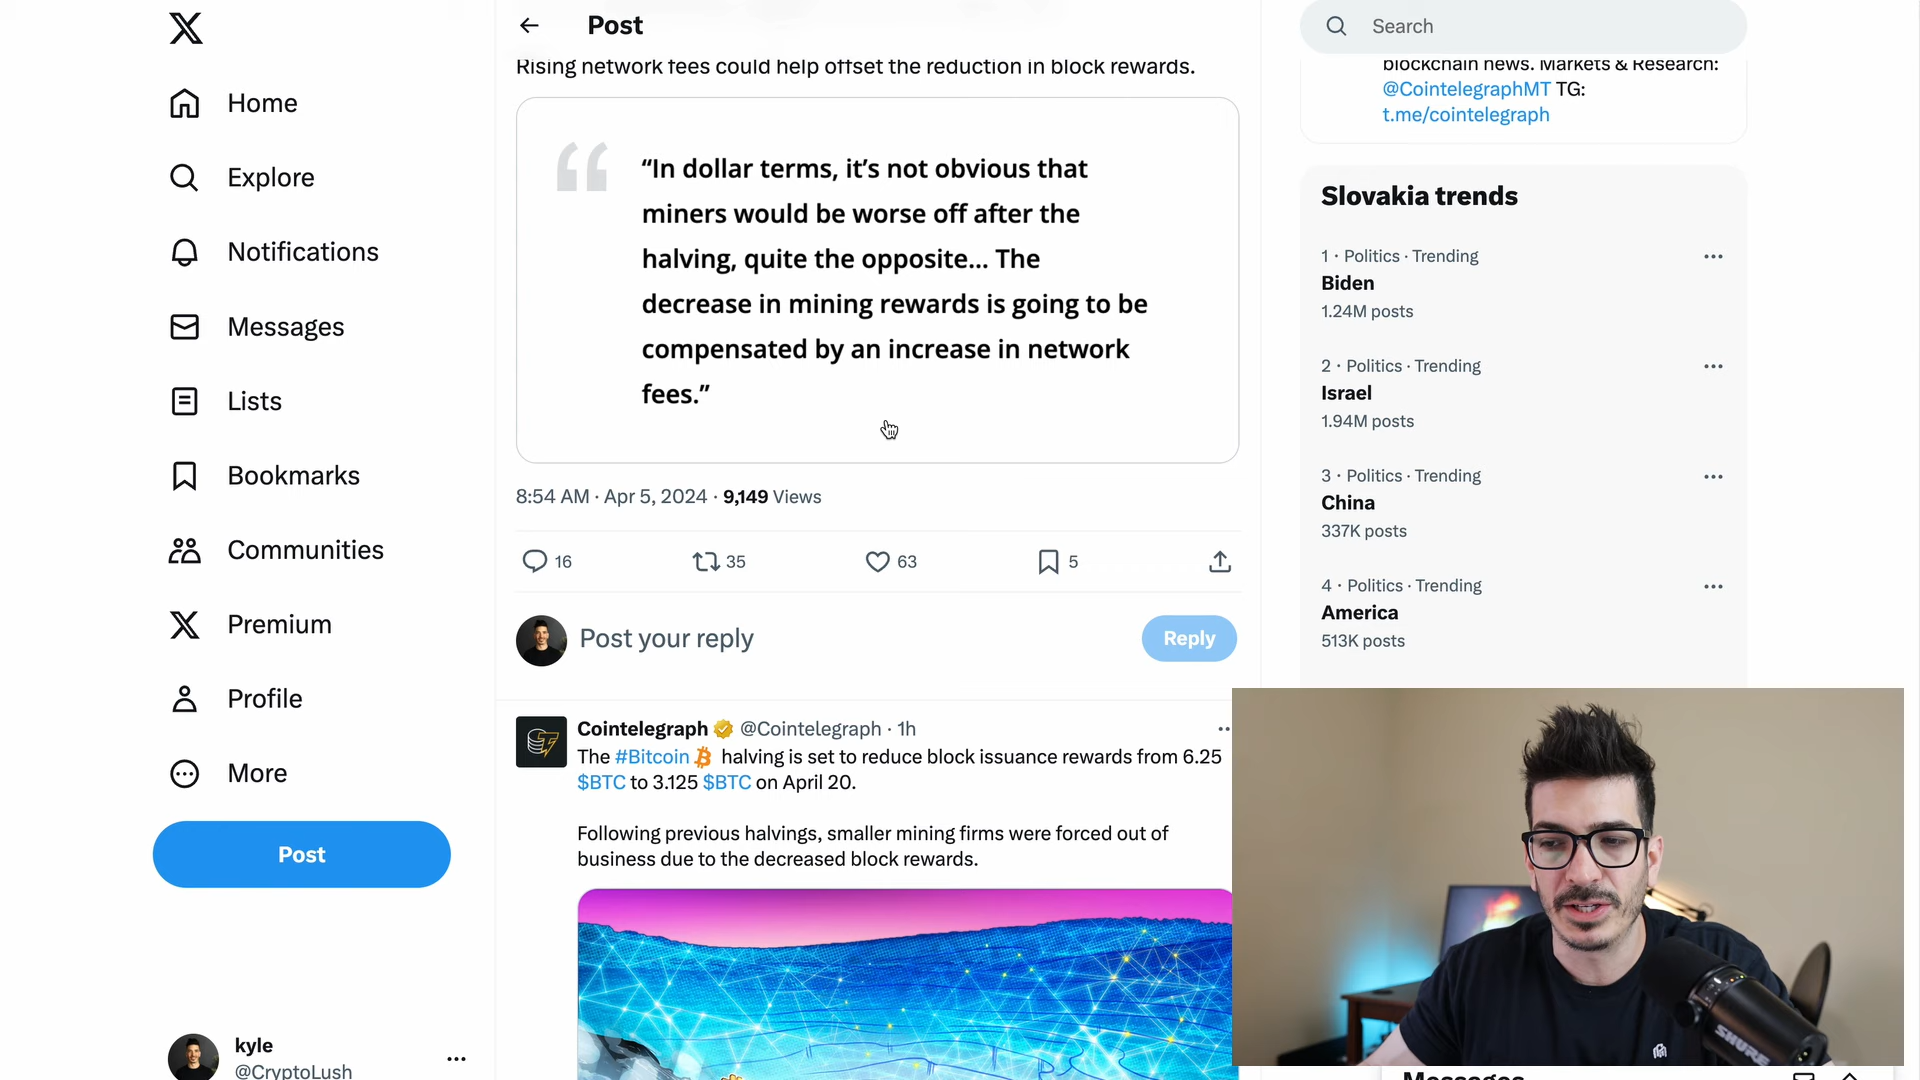 Home
Explore
Notifications
Messages
Lists
Bookmarks
Communities
Premium
Profile
More
Post
kyle
@CryptoLush
Post
Rising network fees could help offset the reduction in block rewards.
“In dollar terms, it’s not obvious that
miners would be worse off after the
halving, quite the opposite... The
decrease in mining rewards is going to be
compensated by an increase in network
fees.”
8:54 AM · Apr 5, 2024 · 9,149 Views
16 35 63 5
Post your reply
Reply
Cointelegraph @Cointelegraph · 1h
The #Bitcoin halving is set to reduce block issuance rewards from 6.25
$BTC to 3.125 $BTC on April 20.
Following previous halvings, smaller mining firms were forced out of
business due to the decreased block rewards.
Search
blockchain news. Markets & Research:
@CointelegraphMT TG:
t.me/cointelegraph
Slovakia trends
1 · Politics · Trending
Biden
1.24M posts
2 · Politics · Trending
Israel
1.94M posts
3 · Politics · Trending
China
337K posts
4 · Politics · Trending
America
513K posts
SHURE
Messages